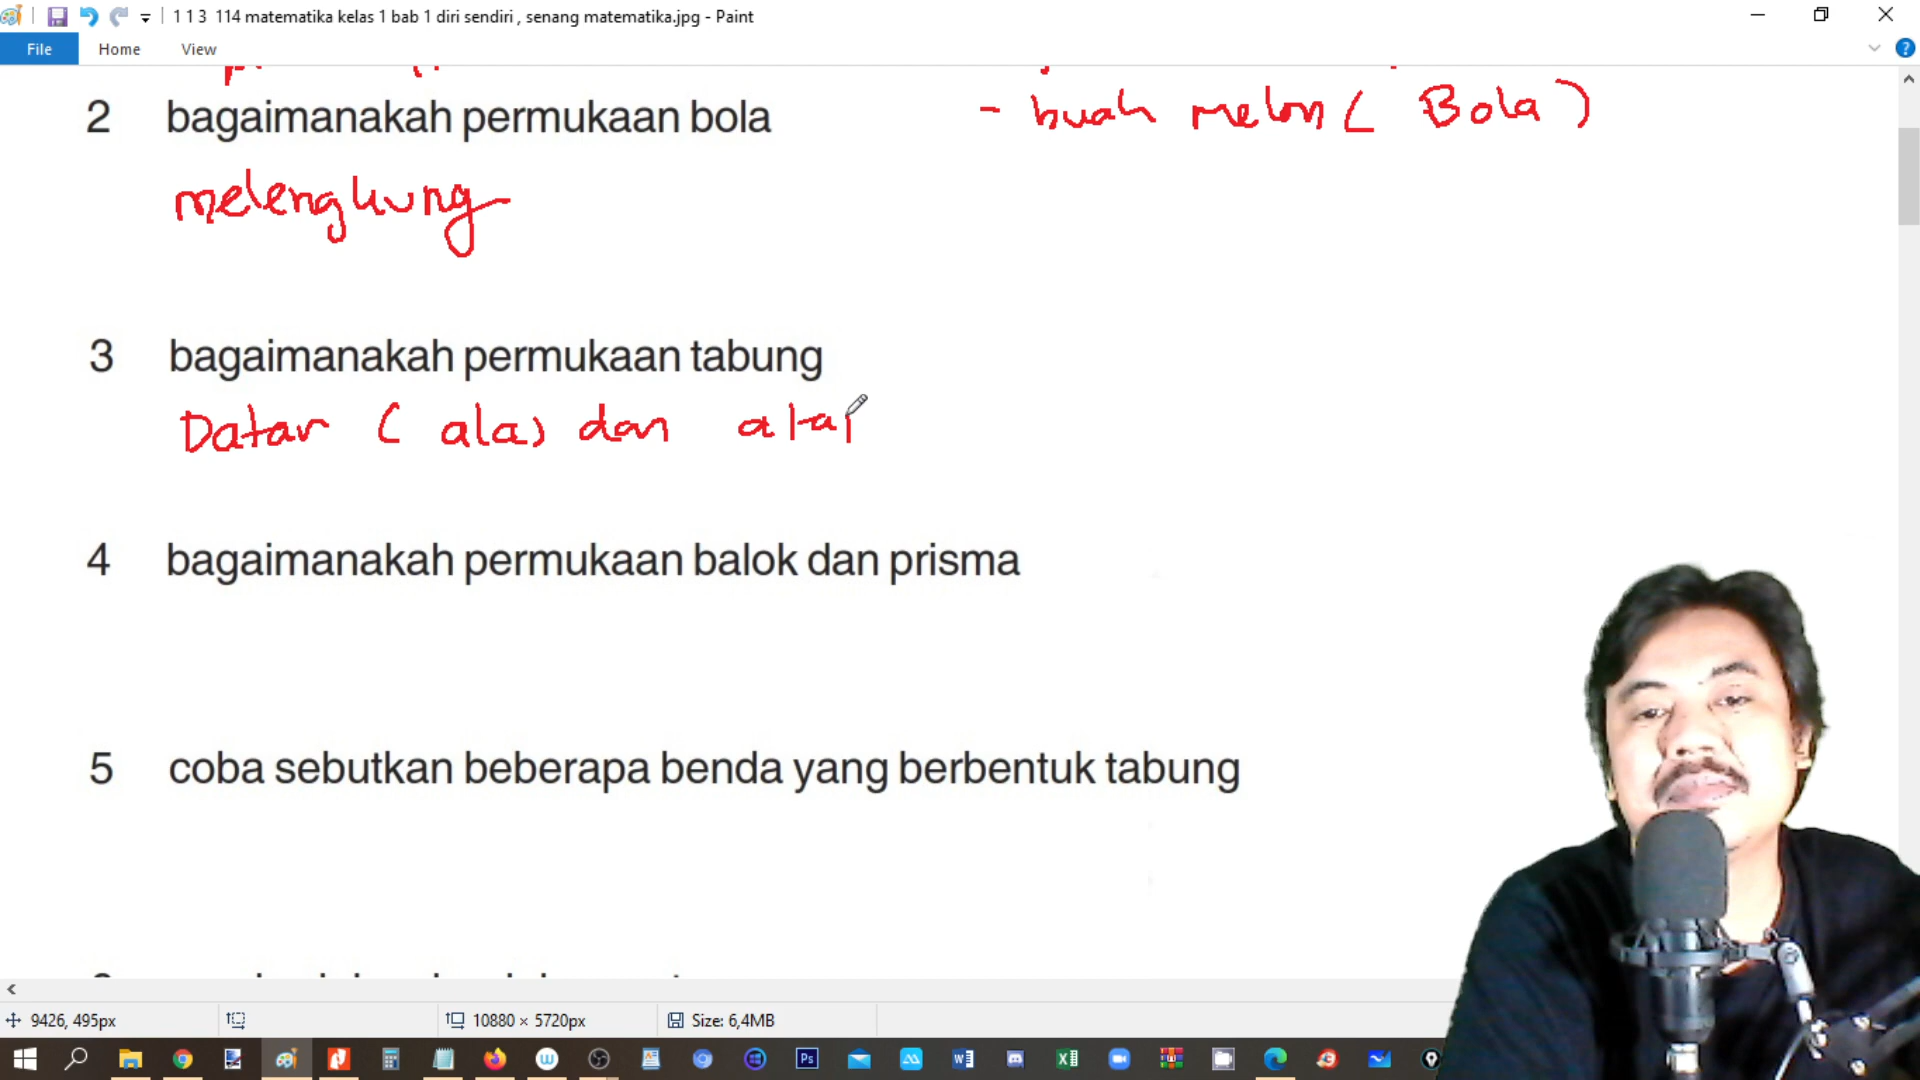 1 1 3 114 matematika kelas 1 bab 1 diri sendiri , senang matematika.jpg - Paint
File Home View
2 bagaimanakah permukaan bola
- buah melon ( Bola )
melengkung
3 bagaimanakah permukaan tabung
Datar ( alas dan atap
4 bagaimanakah permukaan balok dan prisma
5 coba sebutkan beberapa benda yang berbentuk tabung
9426, 495px 10880 × 5720px Size: 6,4MB